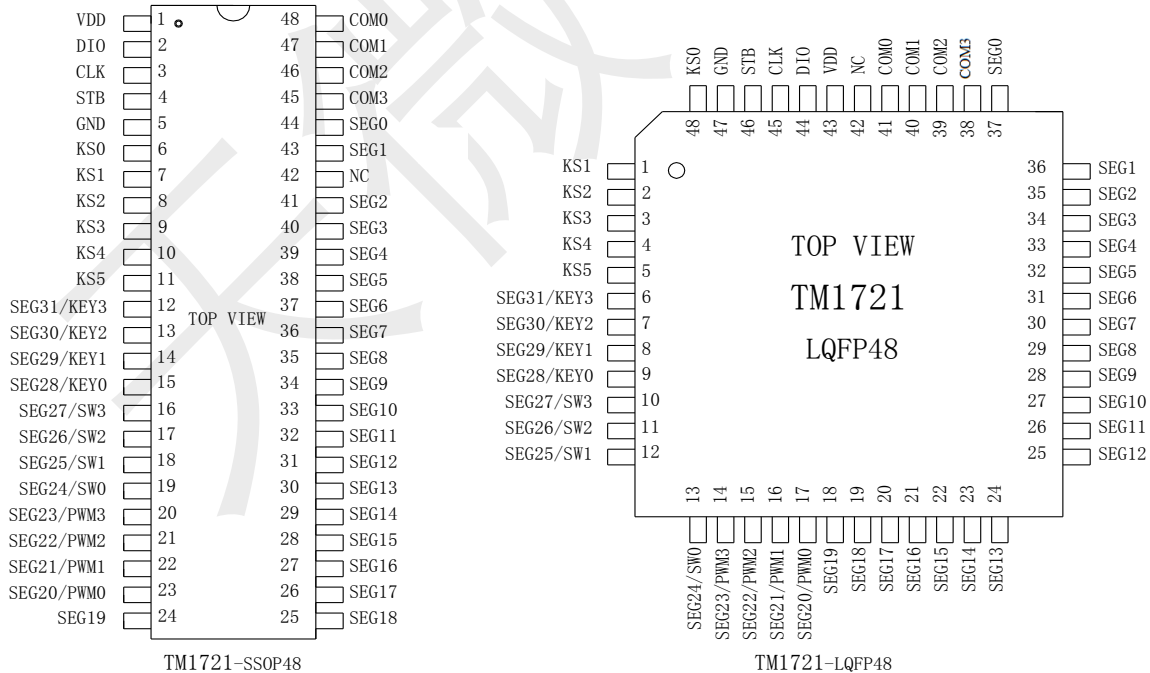 VDD 1 48 COM0
DIO 2 47 COM1
CLK 3 46 COM2
STB 4 45 COM3
GND 5 44 SEG0
KS0 6 43 SEG1
KS1 7 42 NC
KS2 8 41 SEG2
KS3 9 40 SEG3
KS4 10 39 SEG4
KS5 11 38 SEG5
SEG31/KEY3 12 37 SEG6
TOP VIEW
SEG30/KEY2 13 36 SEG7
SEG29/KEY1 14 35 SEG8
SEG28/KEY0 15 34 SEG9
SEG27/SW3 16 33 SEG10
SEG26/SW2 17 32 SEG11
SEG25/SW1 18 31 SEG12
SEG24/SW0 19 30 SEG13
SEG23/PWM3 20 29 SEG14
SEG22/PWM2 21 28 SEG15
SEG21/PWM1 22 27 SEG16
SEG20/PWM0 23 26 SEG17
SEG19 24 25 SEG18
TM1721-SSOP48
KS0 GND STB CLK DIO VDD NC COM0 COM1 COM2 COM3 SEG0
48 47 46 45 44 43 42 41 40 39 38 37
KS1 1 36 SEG1
KS2 2 35 SEG2
KS3 3 34 SEG3
KS4 4 33 SEG4
KS5 5 32 SEG5
SEG31/KEY3 6 31 SEG6
SEG30/KEY2 7 30 SEG7
SEG29/KEY1 8 29 SEG8
SEG28/KEY0 9 28 SEG9
SEG27/SW3 10 27 SEG10
SEG26/SW2 11 26 SEG11
SEG25/SW1 12 25 SEG12
TOP VIEW
TM1721
LQFP48
13 14 15 16 17 18 19 20 21 22 23 24
SEG24/SW0 SEG23/PWM3 SEG22/PWM2 SEG21/PWM1 SEG20/PWM0 SEG19 SEG18 SEG17 SEG16 SEG15 SEG14 SEG13
TM1721-LQFP48
天微